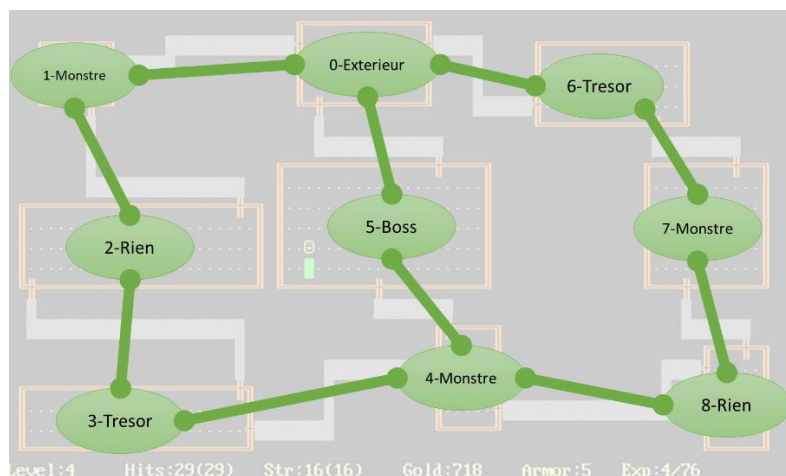 0-Exterieur
1-Monstre
6-Tresor
5-Boss
7-Monstre
2-Rien
4-Monstre
8-Rien
3-Tresor
Level:4 Hits:29(29) Str:16(16) Gold:718 Armor:5 Exp:4/76